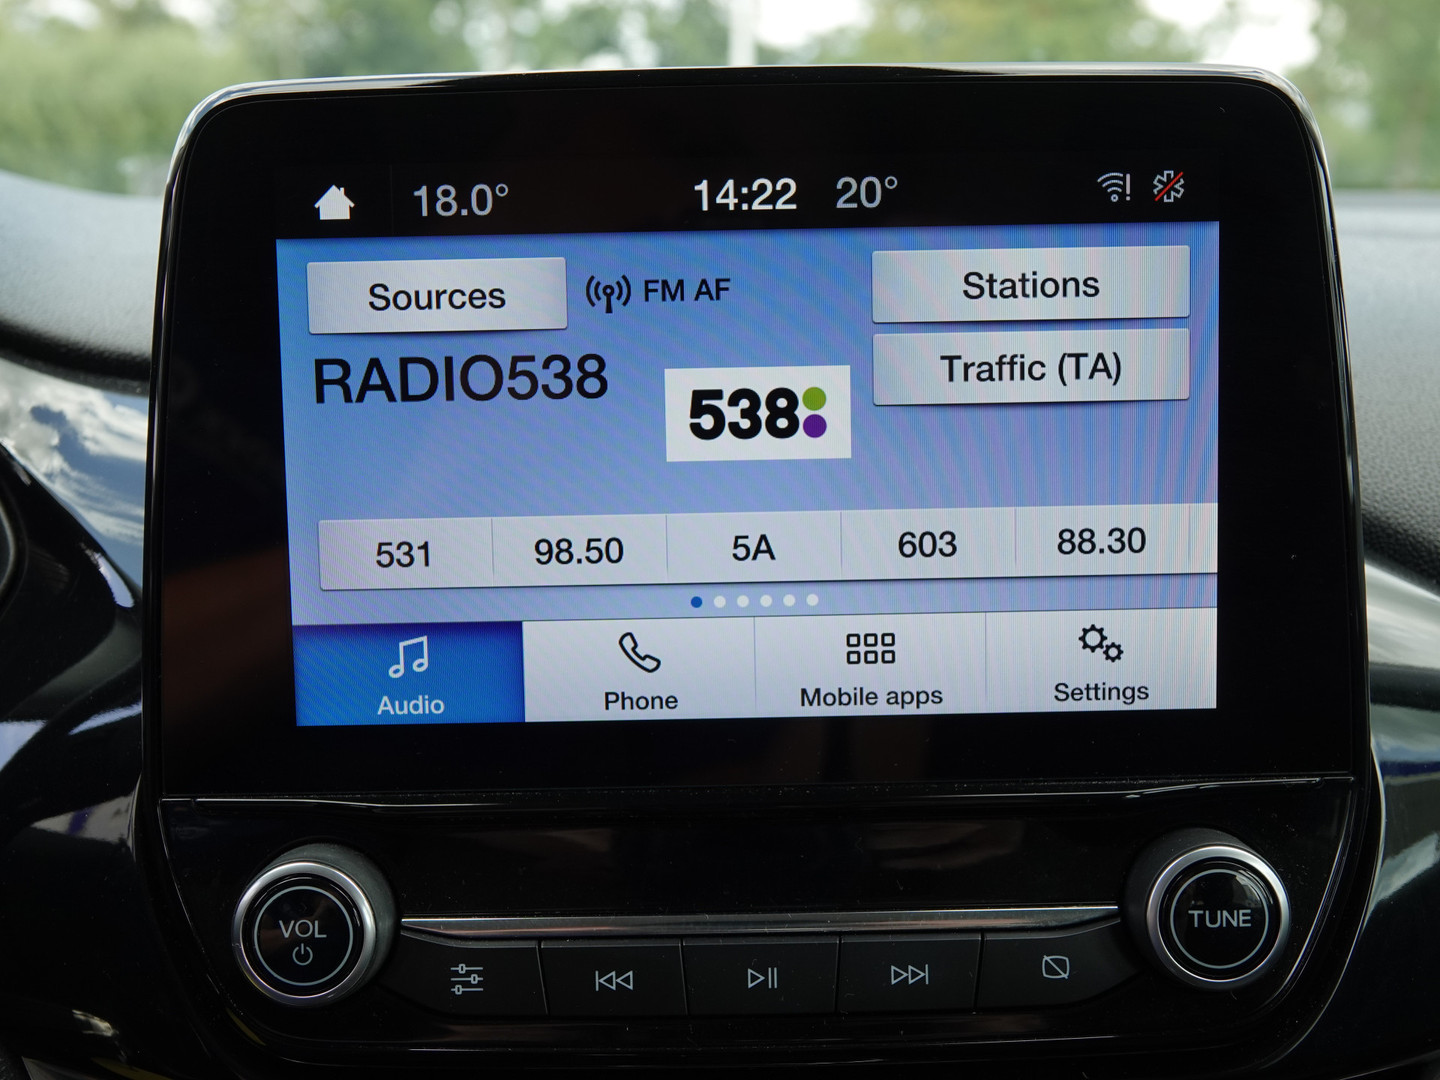 18.0° 14:22 20°
Sources FM AF Stations
RADIO538 538 Traffic (TA)
531 98.50 5A 603 88.30
Audio Phone Mobile apps Settings
VOL TUNE